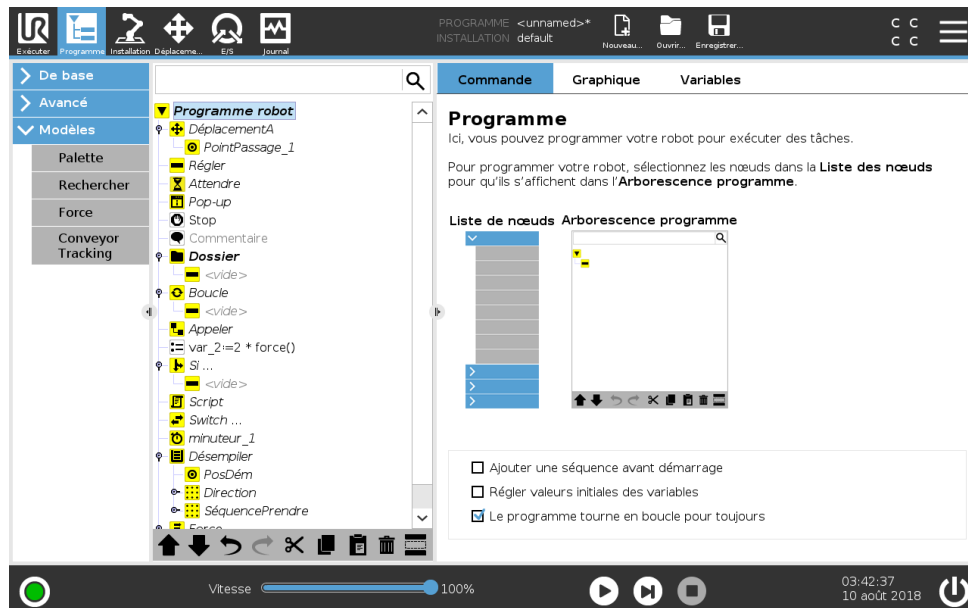 UR
PROGRAMME <unnamed>*
INSTALLATION default
Exécuter
Programme
Installation
Déplaceme...
E/S
Journal
Nouveau...
Ouvrir...
Enregistrer...
C C
C C
De base
Avancé
Modèles
Palette
Rechercher
Force
Conveyor
Tracking
Programme robot
DéplacementA
PointPassage_1
Régler
Attendre
Pop-up
Stop
Commentaire
Dossier
<vide>
Boucle
<vide>
Appeler
var_2:=2 * force()
Si ...
<vide>
Script
Switch ...
minuteur_1
Désempiler
PosDém
Direction
SéquencePrendre
Force
Commande
Graphique
Variables
Programme
Ici, vous pouvez programmer votre robot pour exécuter des tâches.
Pour programmer votre robot, sélectionnez les nœuds dans la Liste des nœuds
pour qu'ils s'affichent dans l'Arborescence programme.
Liste de nœuds
Arborescence programme
Ajouter une séquence avant démarrage
Régler valeurs initiales des variables
Le programme tourne en boucle pour toujours
Vitesse
100%
03:42:37
10 août 2018